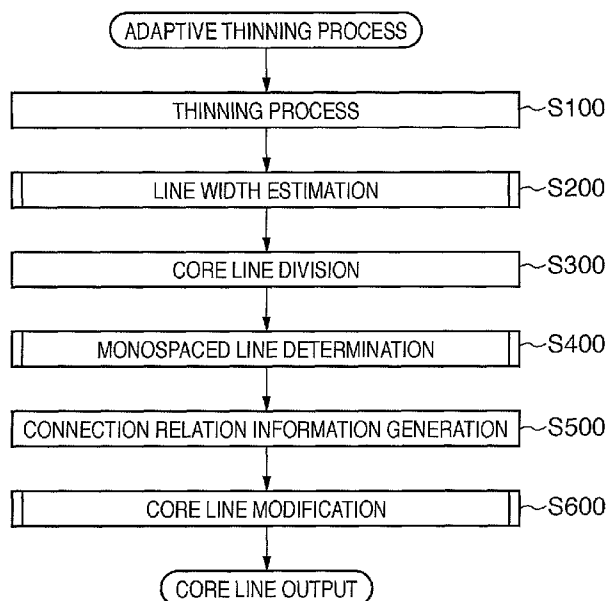 ADAPTIVE THINNING PROCESS
THINNING PROCESS S100
LINE WIDTH ESTIMATION S200
CORE LINE DIVISION S300
MONOSPACED LINE DETERMINATION S400
CONNECTION RELATION INFORMATION GENERATION S500
CORE LINE MODIFICATION S600
CORE LINE OUTPUT